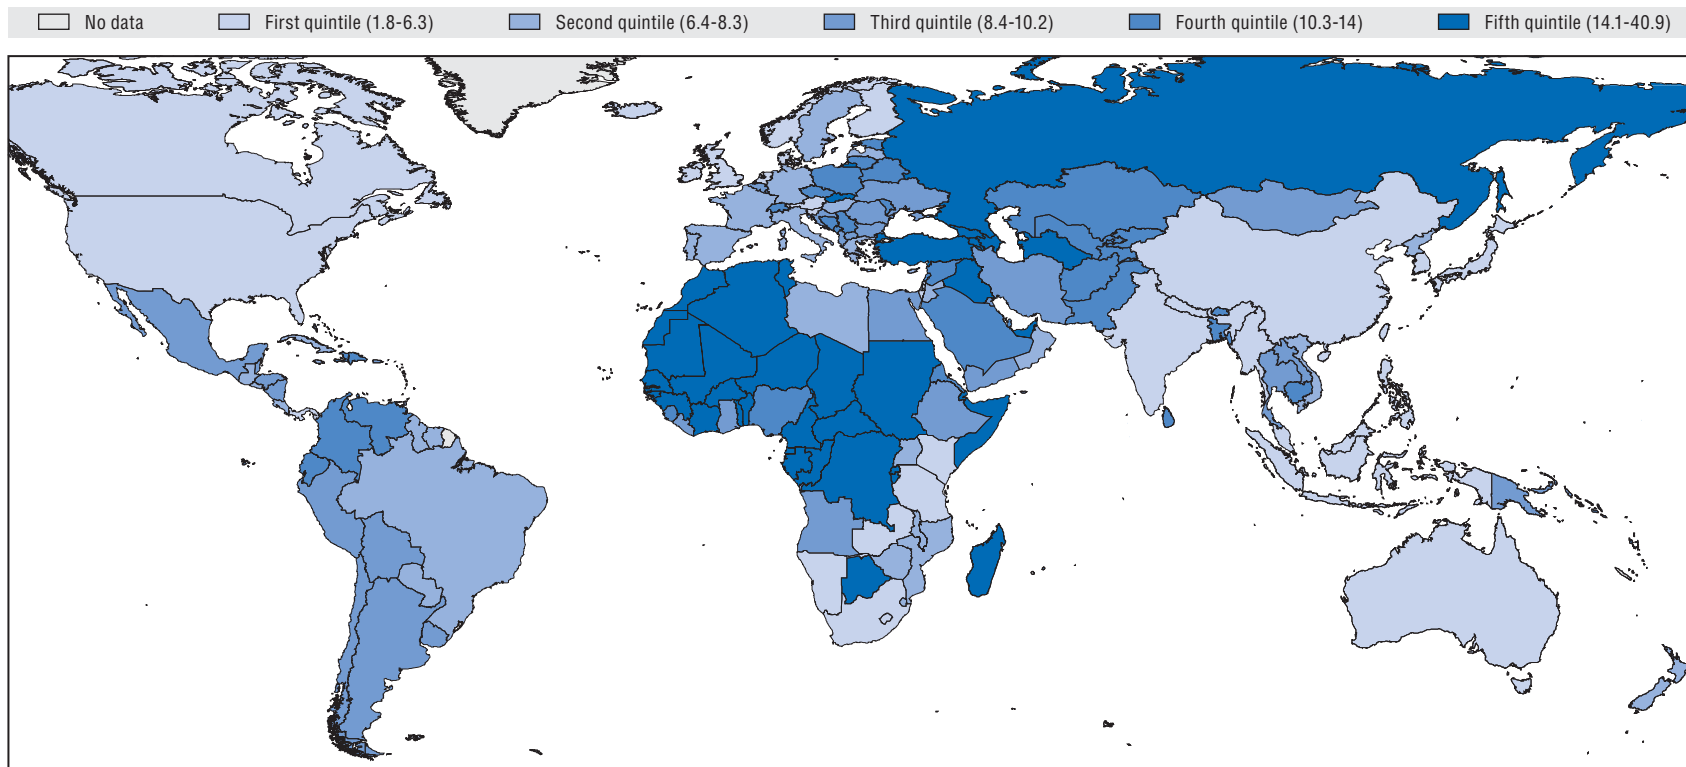 No data First quintile (1.8-6.3) Second quintile (6.4-8.3) Third quintile (8.4-10.2) Fourth quintile (10.3-14) Fifth quintile (14.1-40.9)